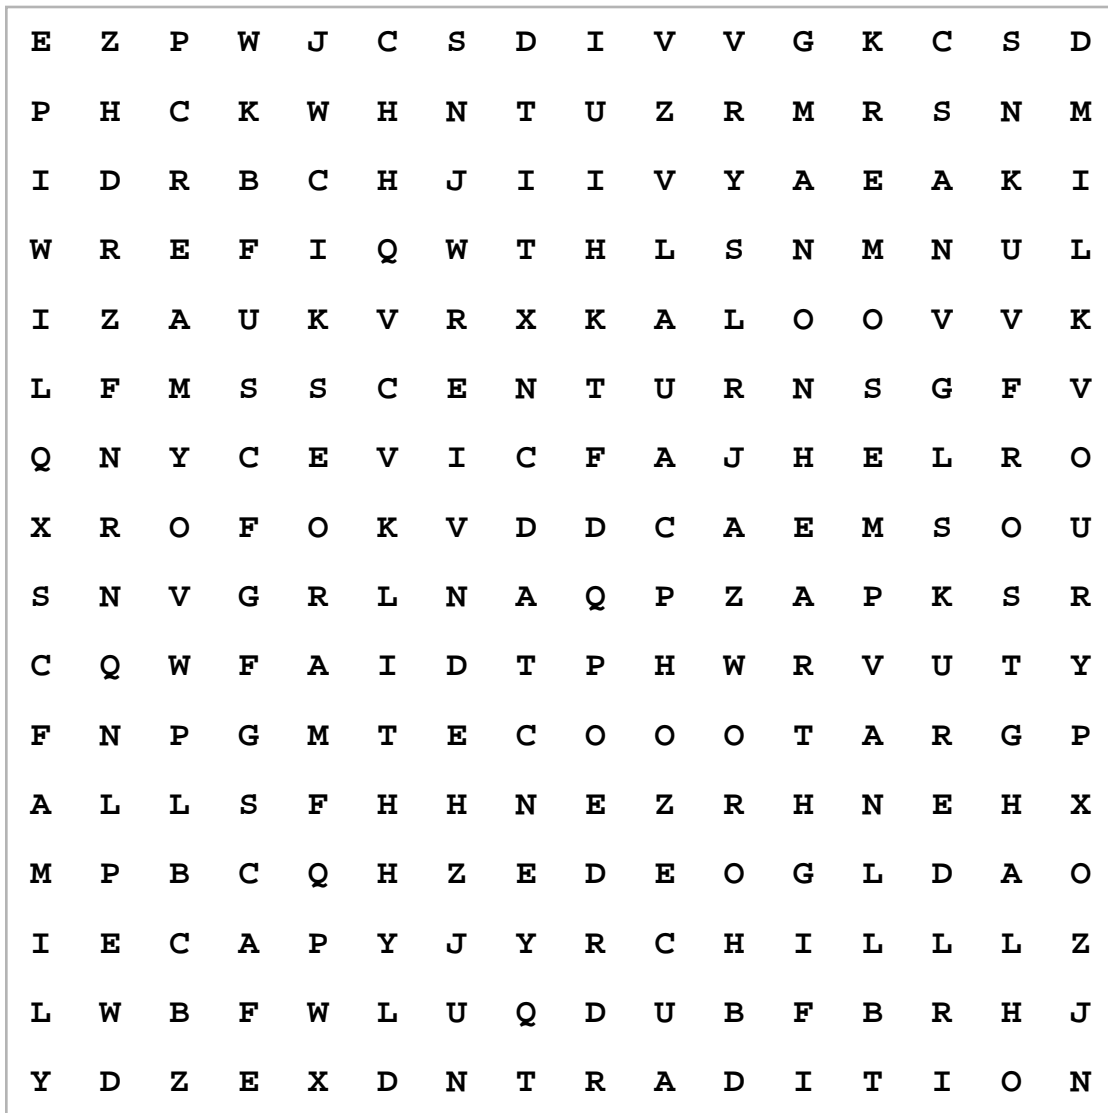 E Z P W J C S D I V V G K C S D
P H C K W H N T U Z R M R S N M
I D R B C H J I I V Y A E A K I
W R E F I Q W T H L S N M N U L
I Z A U K V R X K A L O O V V K
L F M S S C E N T U R N S G F V
Q N Y C E V I C F A J H E L R O
X R O F O K V D D C A E M S O U
S N V G R L N A Q P Z A P K S R
C Q W F A I D T P H W R V U T Y
F N P G M T E C O O O T A R G P
A L L S F H H N E Z R H N E H X
M P B C Q H Z E D E O G L D A O
I E C A P Y J Y R C H I L L L Z
L W B F W L U Q D U B F B R H J
Y D Z E X D N T R A D I T I O N